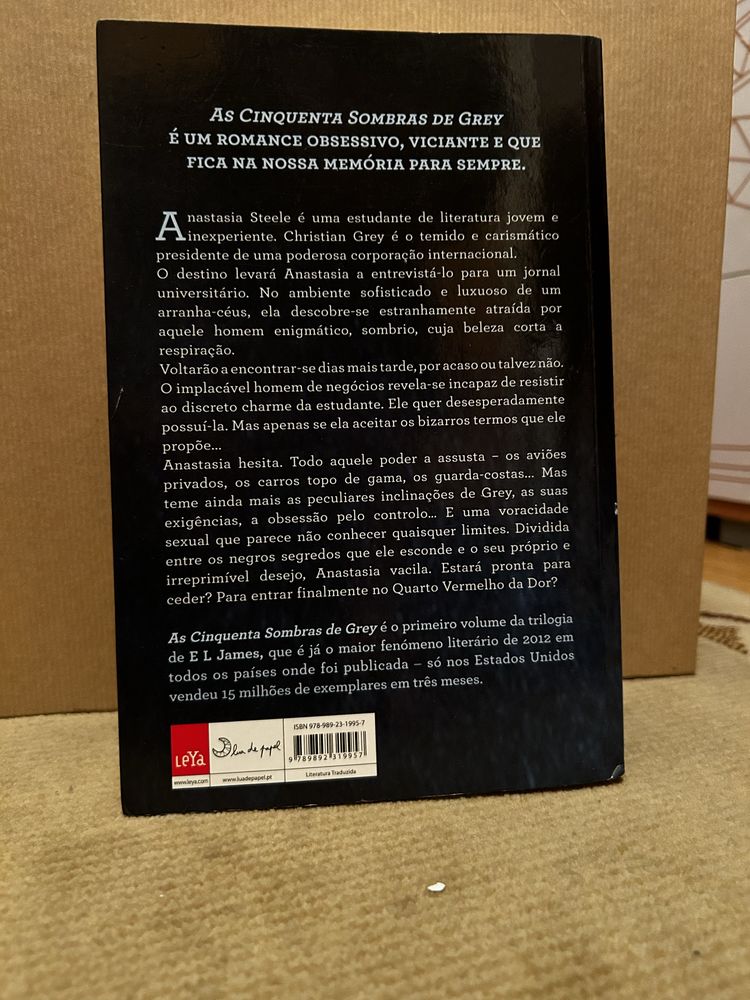 As Cinquenta Sombras de Grey
é um romance obsessivo, viciante e que
fica na nossa memória para sempre.
Anastasia Steele é uma estudante de literatura jovem e
inexperiente. Christian Grey é o temido e carismático
presidente de uma poderosa corporação internacional.
O destino levará Anastasia a entrevistá-lo para um jornal
universitário. No ambiente sofisticado e luxuoso de um
arranha-céus, ela descobre-se estranhamente atraída por
aquele homem enigmático, sombrio, cuja beleza corta a
respiração.
Voltarão a encontrar-se dias mais tarde, por acaso ou talvez não.
O implacável homem de negócios revela-se incapaz de resistir
ao discreto charme da estudante. Ele quer desesperadamente
possuí-la. Mas apenas se ela aceitar os bizarros termos que ele
propõe...
Anastasia hesita. Todo aquele poder a assusta – os aviões
privados, os carros topo de gama, os guarda-costas... Mas
teme ainda mais as peculiares inclinações de Grey, as suas
exigências, a obsessão pelo controlo... E uma voracidade
sexual que parece não conhecer quaisquer limites. Dividida
entre os negros segredos que ele esconde e o seu próprio e
irreprimível desejo, Anastasia vacila. Estará pronta para
ceder? Para entrar finalmente no Quarto Vermelho da Dor?
As Cinquenta Sombras de Grey é o primeiro volume da trilogia
de E L James, que é já o maior fenómeno literário de 2012 em
todos os países onde foi publicada – só nos Estados Unidos
vendeu 15 milhões de exemplares em três meses.
LeYa
www.leya.com
lua de papel
www.luadepapel.pt
ISBN 978-989-23-1995-7
9 789892 319957
Literatura Traduzida